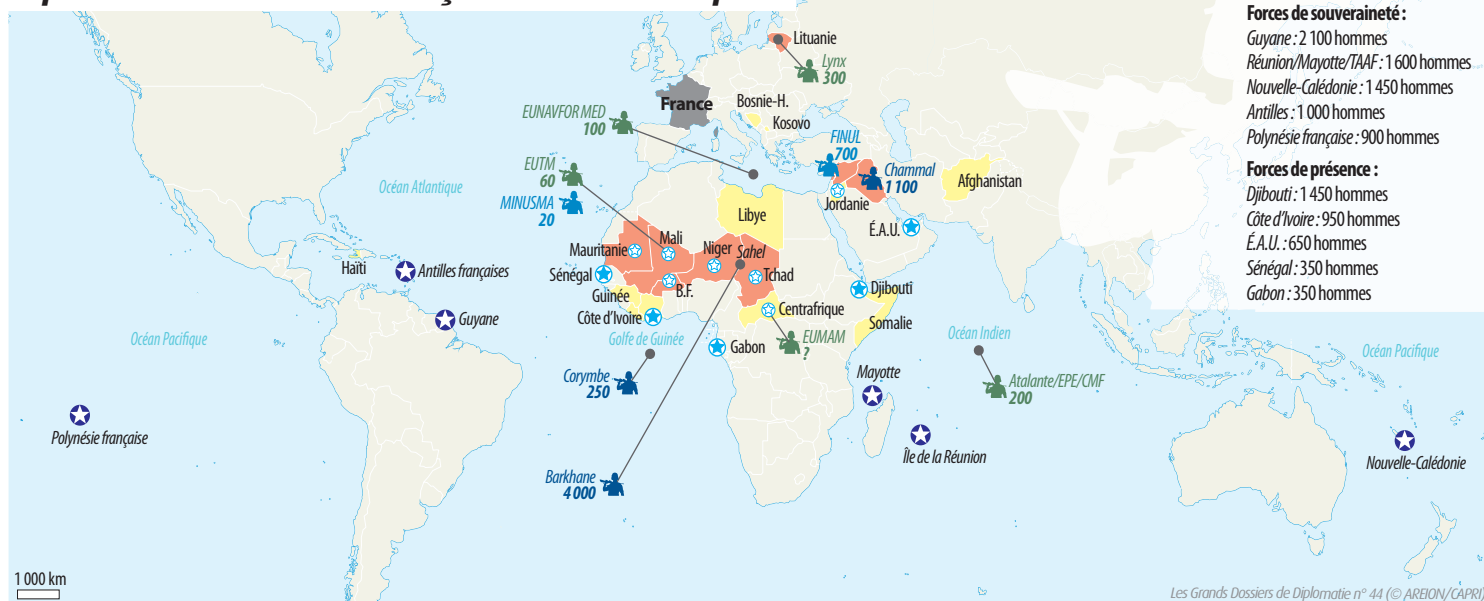 Forces de souveraineté :
Guyane : 2 100 hommes
Réunion/Mayotte/TAAF : 1 600 hommes
Nouvelle-Calédonie : 1 450 hommes
Antilles : 1 000 hommes
Polynésie française : 900 hommes
Forces de présence :
Djibouti : 1 450 hommes
Côte d'Ivoire : 950 hommes
É.A.U. : 650 hommes
Sénégal : 350 hommes
Gabon : 350 hommes
Lituanie
Lynx
300
France
Bosnie-H.
Kosovo
EUNAVFOR MED
100
FINUL
700
Chammal
1 100
Afghanistan
EUTM
60
Océan Atlantique
MINUSMA
20
Jordanie
Libye
É.A.U.
Mauritanie
Mali
Niger
Sahel
Tchad
Haïti
Antilles françaises
Sénégal
B.F.
Djibouti
Guinée
Centrafrique
Côte d'Ivoire
Somalie
Guyane
Océan Pacifique
Golfe de Guinée
Gabon
EUMAM
?
Océan Indien
Océan Pacifique
Corymbe
250
Mayotte
Atalante/EPE/CMF
200
Polynésie française
Île de la Réunion
Nouvelle-Calédonie
Barkhane
4 000
1 000 km
Les Grands Dossiers de Diplomatie n° 44 (© AREION/CAPRI)